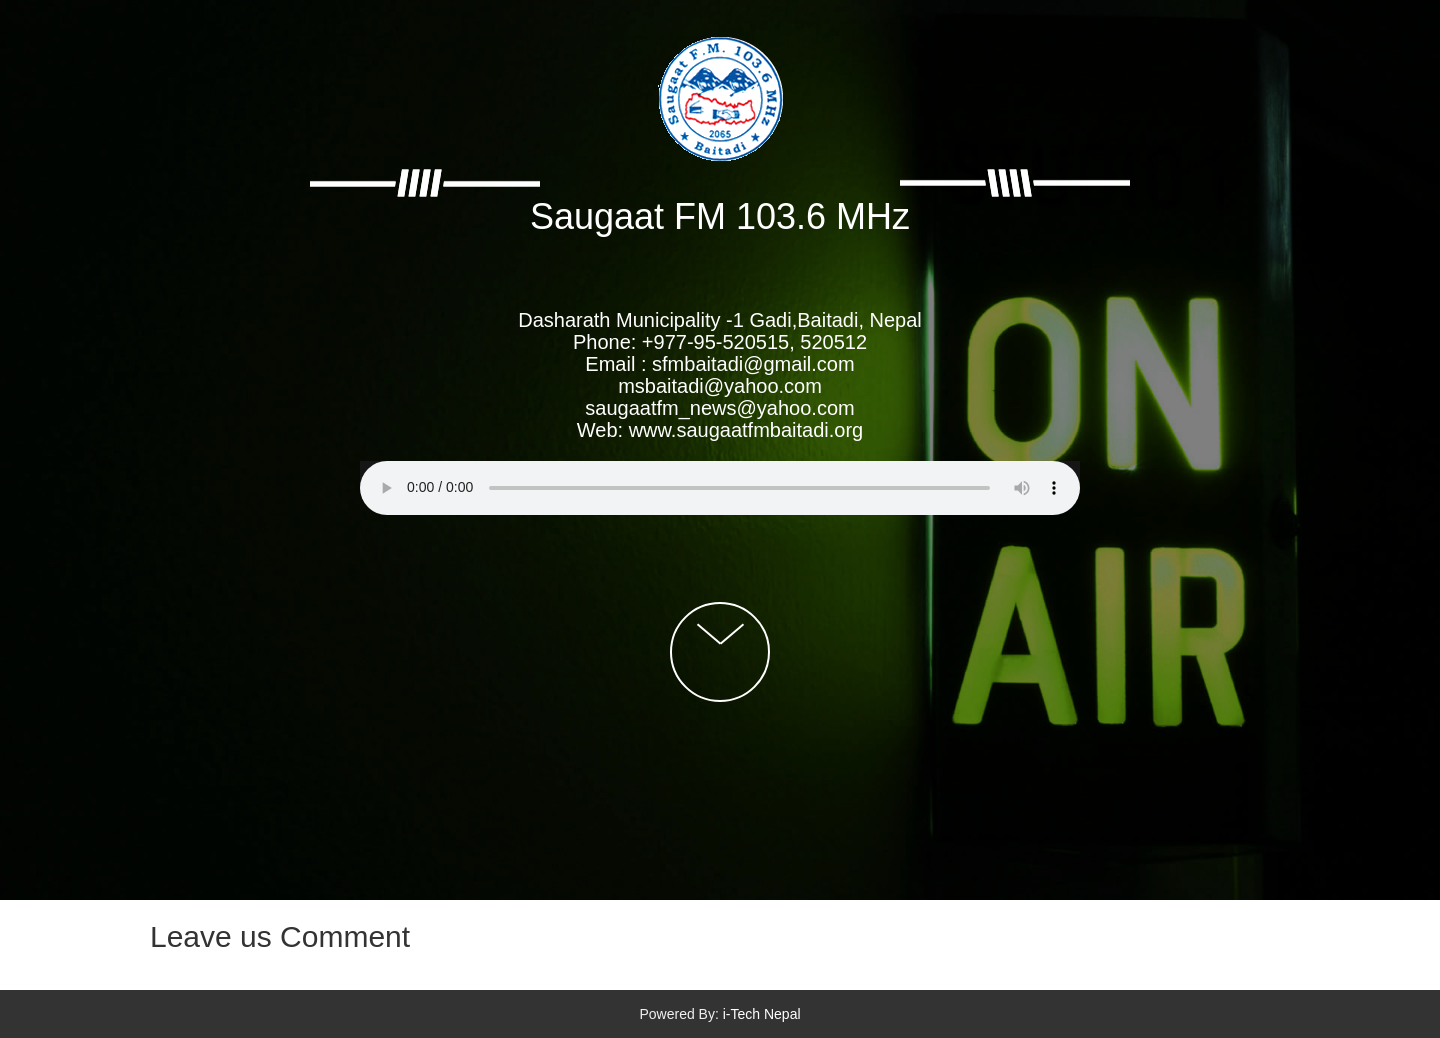 Saugaat F.M. 103.6 MHz
2065
★ Baitadi ★
Saugaat FM 103.6 MHz
Dasharath Municipality -1 Gadi,Baitadi, Nepal
Phone: +977-95-520515, 520512
Email : sfmbaitadi@gmail.com
msbaitadi@yahoo.com
saugaatfm_news@yahoo.com
Web: www.saugaatfmbaitadi.org
0:00 / 0:00
ON
AIR
Leave us Comment
Powered By: i-Tech Nepal